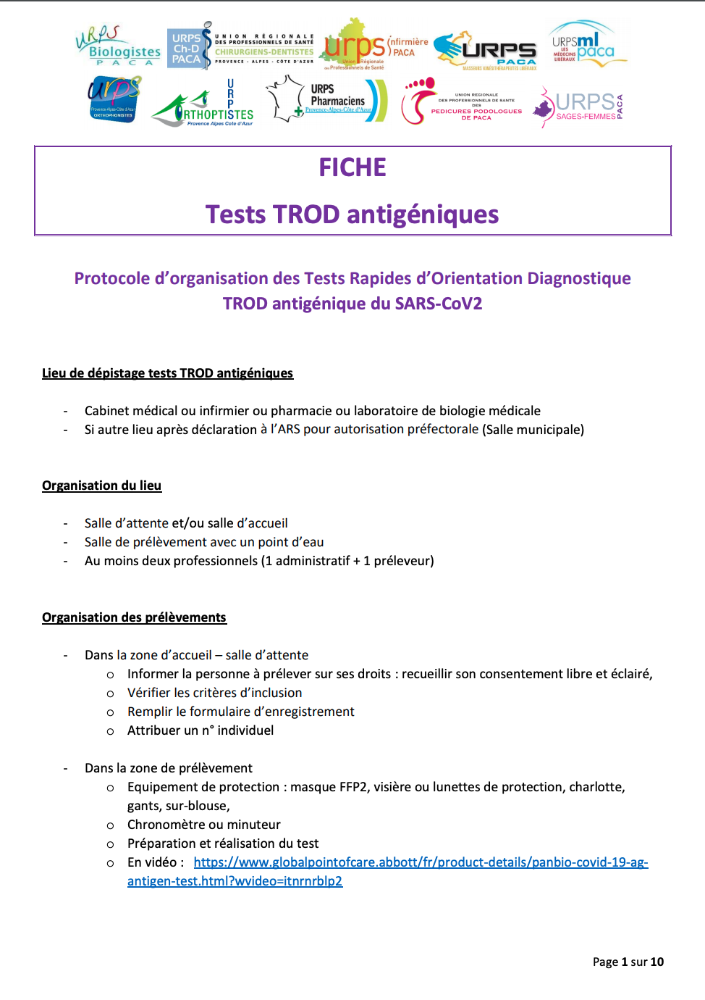 URPS
Biologistes
PACA
URPS
Ch-D
PACA
UNION RÉGIONALE
DES PROFESSIONNELS DE SANTÉ
CHIRURGIENS-DENTISTES
PROVENCE - ALPES - CÔTE D'AZUR
urps infirmière
PACA
Union Régionale
des Professionnels de Santé
URPS
PACA
MASSEURS KINÉSITHÉRAPEUTES LIBÉRAUX
URPS ml
LES MÉDECINS LIBÉRAUX
paca
urps
Provence-Alpes-Côte d'Azur
ORTHOPHONISTES
URPS
ORTHOPTISTES
Provence Alpes Côte d'Azur
URPS
Pharmaciens
Provence-Alpes-Côte d'Azur
UNION REGIONALE
DES PROFESSIONNELS DE SANTE
DES
PEDICURES PODOLOGUES
DE PACA
URPS
SAGES-FEMMES
PACA
FICHE
Tests TROD antigéniques
Protocole d'organisation des Tests Rapides d'Orientation Diagnostique
TROD antigénique du SARS-CoV2
Lieu de dépistage tests TROD antigéniques
- Cabinet médical ou infirmier ou pharmacie ou laboratoire de biologie médicale
- Si autre lieu après déclaration à l'ARS pour autorisation préfectorale (Salle municipale)
Organisation du lieu
- Salle d'attente et/ou salle d'accueil
- Salle de prélèvement avec un point d'eau
- Au moins deux professionnels (1 administratif + 1 préleveur)
Organisation des prélèvements
- Dans la zone d'accueil – salle d'attente
o Informer la personne à prélever sur ses droits : recueillir son consentement libre et éclairé,
o Vérifier les critères d'inclusion
o Remplir le formulaire d'enregistrement
o Attribuer un n° individuel
- Dans la zone de prélèvement
o Equipement de protection : masque FFP2, visière ou lunettes de protection, charlotte,
gants, sur-blouse,
o Chronomètre ou minuteur
o Préparation et réalisation du test
o En vidéo : https://www.globalpointofcare.abbott/fr/product-details/panbio-covid-19-ag-
antigen-test.html?wvideo=itnrnrblp2
Page 1 sur 10